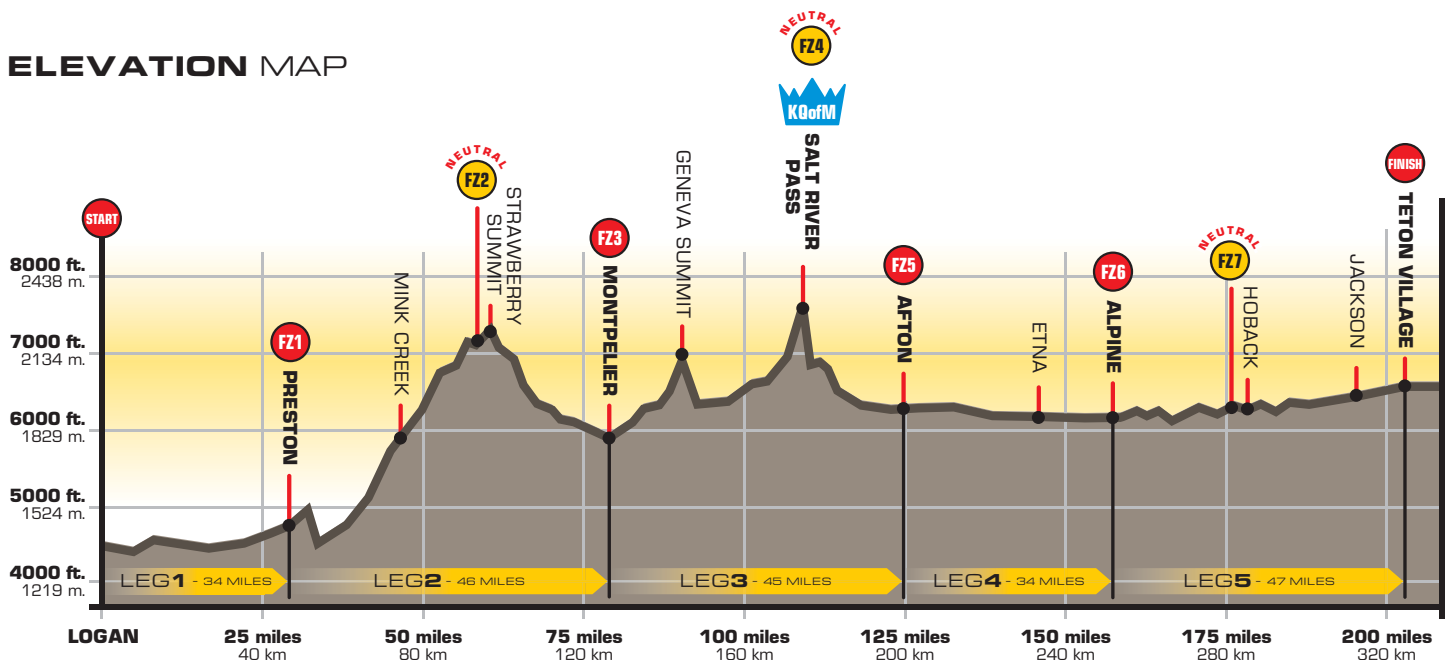 ELEVATION MAP
NEUTRAL
FZ4
KQofM
SALT RIVER
PASS
NEUTRAL
FZ2
STRAWBERRY
SUMMIT
GENEVA SUMMIT
FINISH
TETON VILLAGE
START
FZ3
MONTPELIER
FZ5
AFTON
FZ6
ALPINE
NEUTRAL
FZ7
HOBACK
JACKSON
ETNA
MINK CREEK
FZ1
PRESTON
8000 ft.
2438 m.
7000 ft.
2134 m.
6000 ft.
1829 m.
5000 ft.
1524 m.
4000 ft.
1219 m.
LEG1 - 34 MILES
LEG2 - 46 MILES
LEG3 - 45 MILES
LEG4 - 34 MILES
LEG5 - 47 MILES
LOGAN
25 miles
40 km
50 miles
80 km
75 miles
120 km
100 miles
160 km
125 miles
200 km
150 miles
240 km
175 miles
280 km
200 miles
320 km